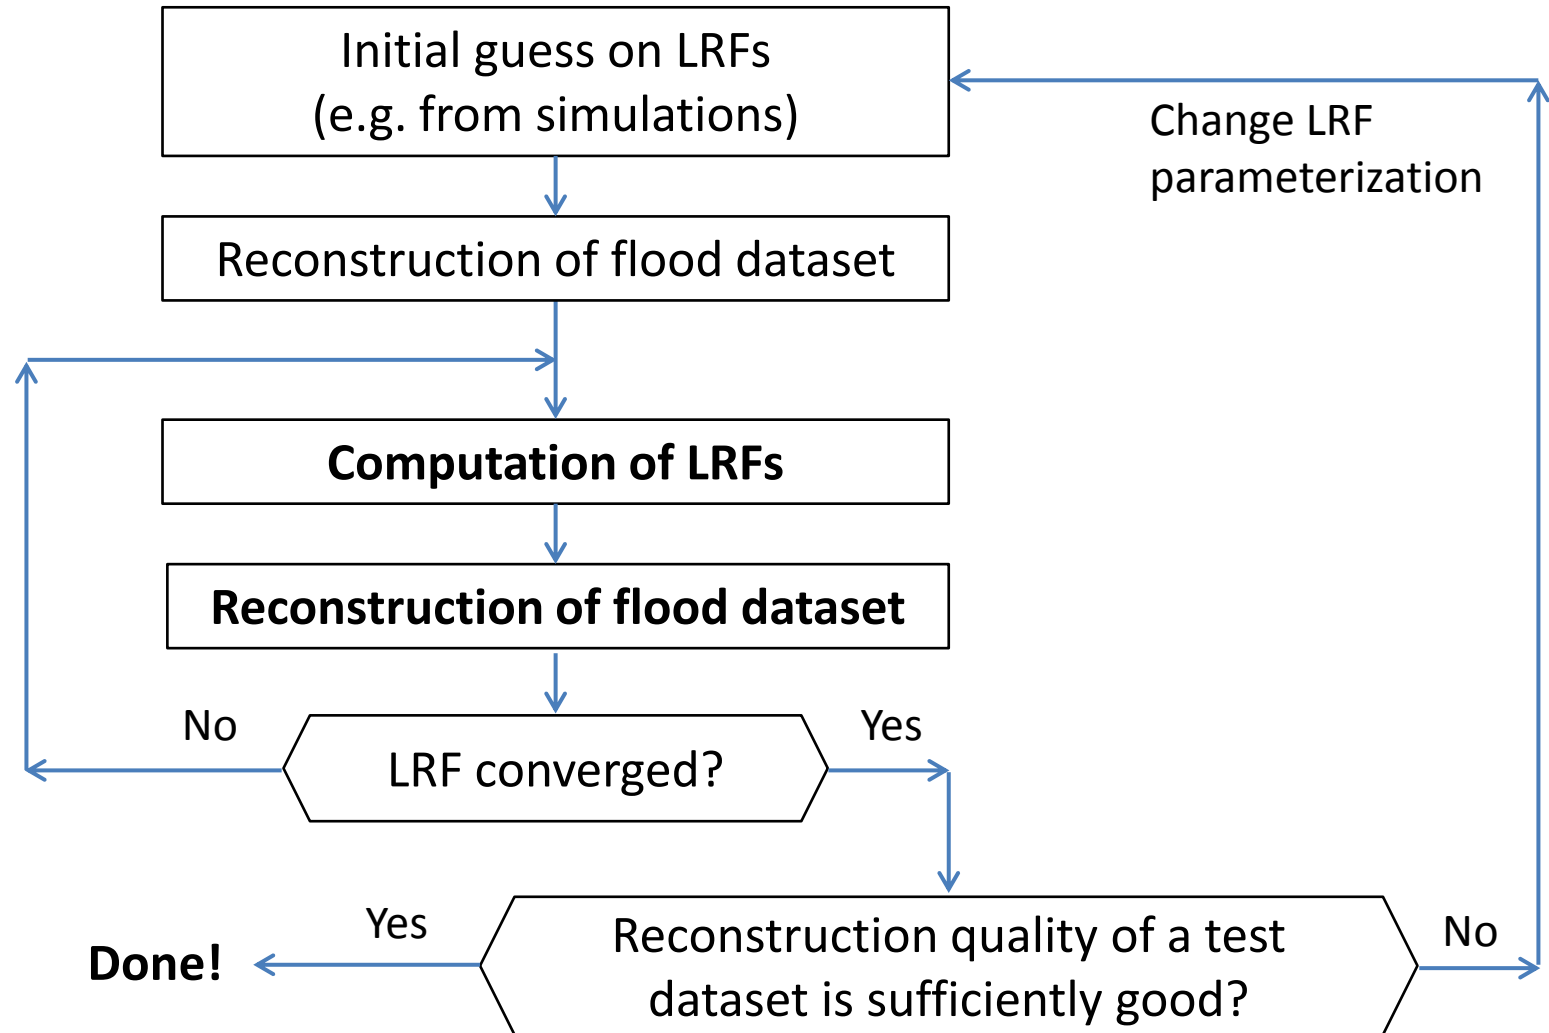 Initial guess on LRFs
(e.g. from simulations)
Change LRF
parameterization
Reconstruction of flood dataset
Computation of LRFs
Reconstruction of flood dataset
No
Yes
LRF converged?
Yes
Done!
Reconstruction quality of a test
dataset is sufficiently good?
No